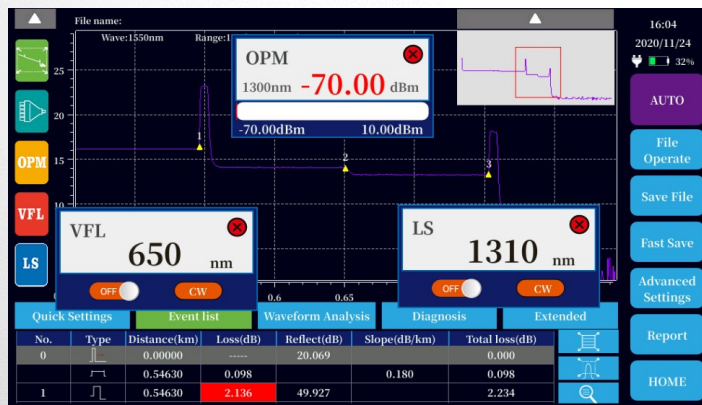 File name:
16:04
2020/11/24
32%
Wave:1550nm
OPM
1300nm -70.00 dBm
-70.00dBm 10.00dBm
25
20
15
10
1
2
3
OPM
VFL
LS
VFL
650 nm
OFF CW
LS
1310 nm
OFF CW
0.6 0.65
AUTO
File
Operate
Save File
Fast Save
Advanced
Settings
Report
HOME
Quick Settings Event list Waveform Analysis Diagnosis Extended
No. Type Distance(km) Loss(dB) Reflect(dB) Slope(dB/km) Total loss(dB)
0 0.00000 ----- 20.069 0.000
0.54630 0.098 0.180 0.098
1 0.54630 2.136 49.927 2.234